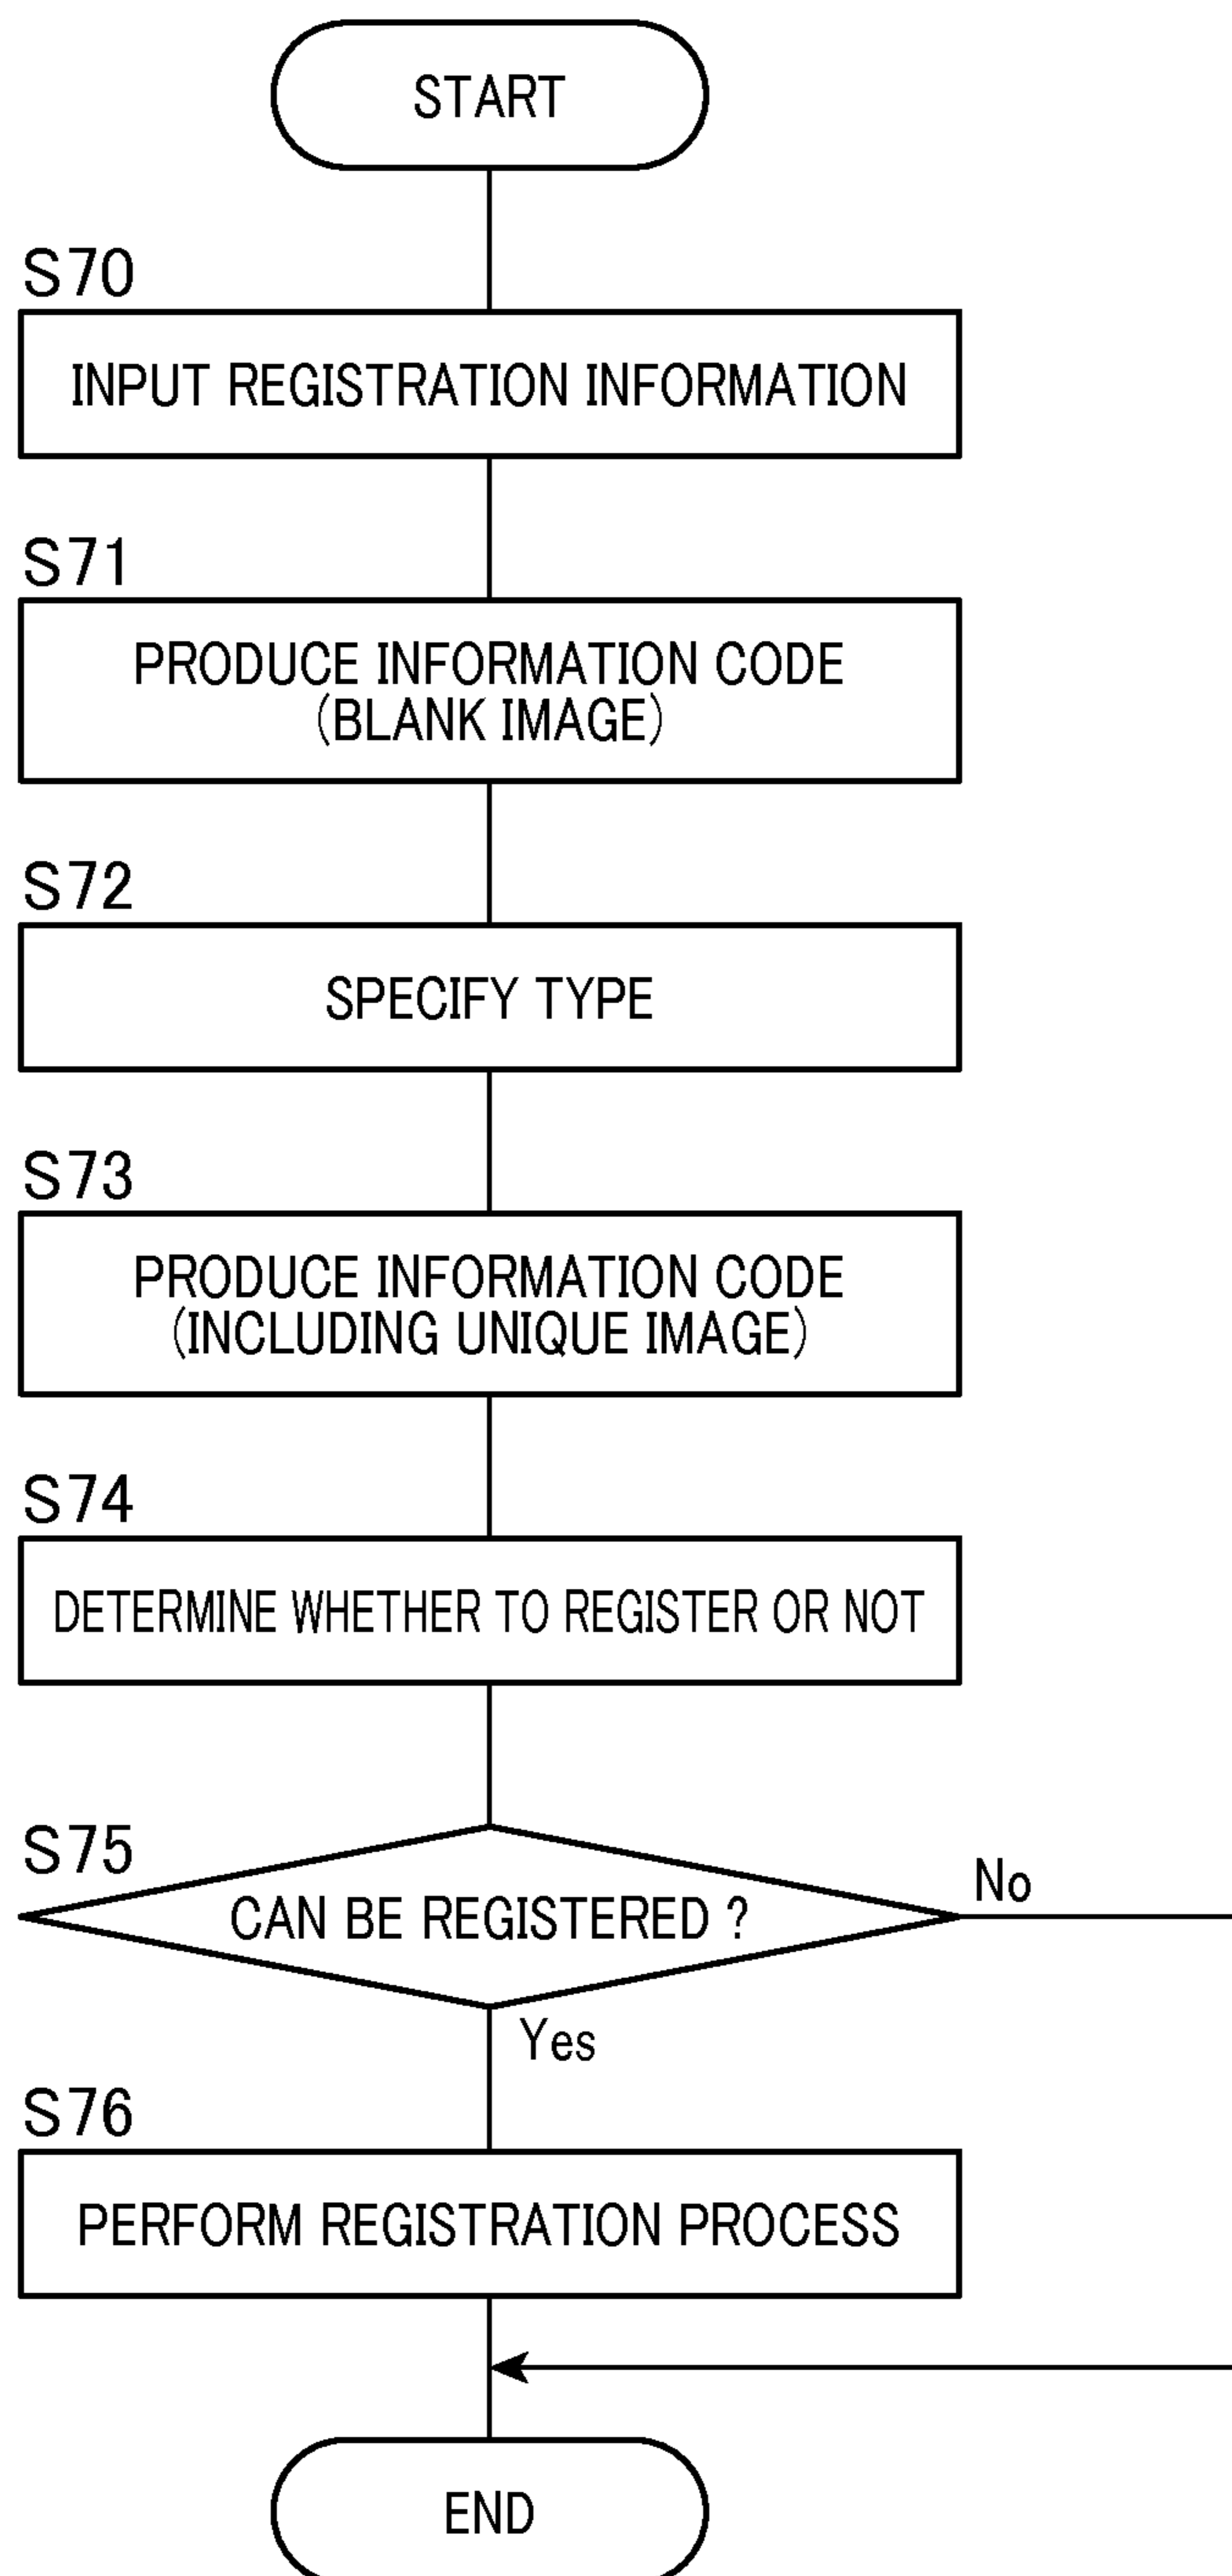 START
S70
INPUT REGISTRATION INFORMATION
S71
PRODUCE INFORMATION CODE
(BLANK IMAGE)
S72
SPECIFY TYPE
S73
PRODUCE INFORMATION CODE
(INCLUDING UNIQUE IMAGE)
S74
DETERMINE WHETHER TO REGISTER OR NOT
S75
CAN BE REGISTERED ?
No
Yes
S76
PERFORM REGISTRATION PROCESS
END